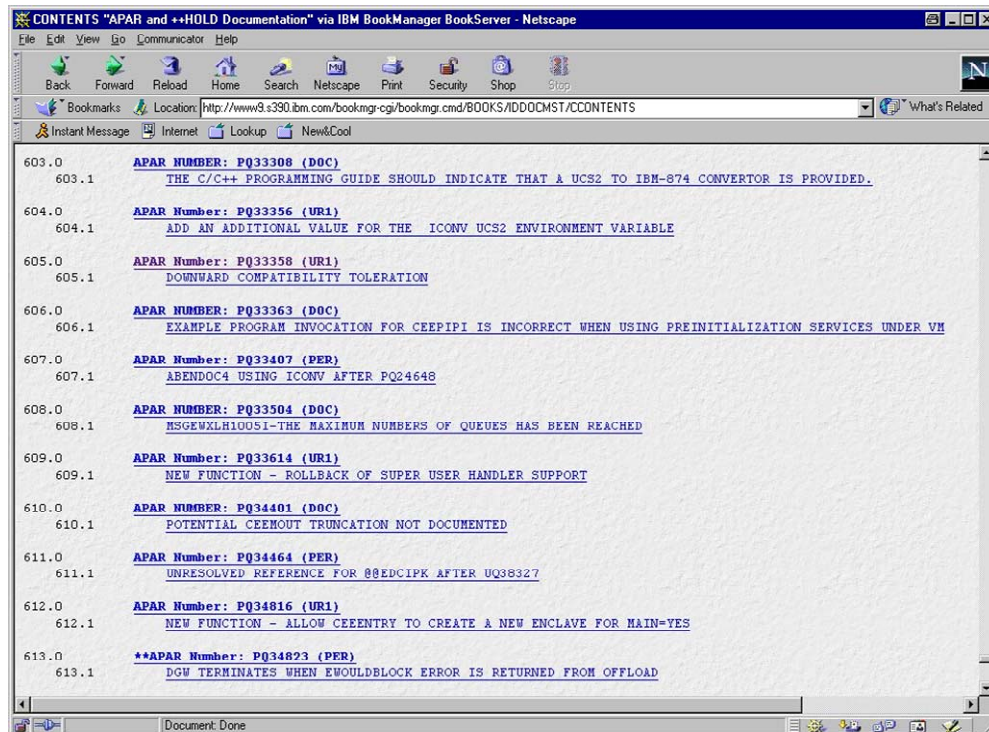 CONTENTS "APAR and ++HOLD Documentation" via IBM BookManager BookServer - Netscape
File Edit View Go Communicator Help
My
N
Back Forward Reload Home Search Netscape Print Security Shop Stop
Bookmarks Location: http://www9.s390.ibm.com/bookmgr-cgi/bookmgr.cmd/BOOKS/IDDOCMST/CCONTENTS What's Related
Instant Message Internet Lookup New&Cool
603.0 APAR NUMBER: PQ33308 (DOC)
603.1 THE C/C++ PROGRAMMING GUIDE SHOULD INDICATE THAT A UCS2 TO IBM-874 CONVERTOR IS PROVIDED.
604.0 APAR Number: PQ33356 (UR1)
604.1 ADD AN ADDITIONAL VALUE FOR THE ICONV UCS2 ENVIRONMENT VARIABLE
605.0 APAR Number: PQ33358 (UR1)
605.1 DOWNWARD COMPATIBILITY TOLERATION
606.0 APAR NUMBER: PQ33363 (DOC)
606.1 EXAMPLE PROGRAM INVOCATION FOR CEEPIPI IS INCORRECT WHEN USING PREINITIALIZATION SERVICES UNDER VM
607.0 APAR Number: PQ33407 (PER)
607.1 ABENDOC4 USING ICONV AFTER PQ24648
608.0 APAR NUMBER: PQ33504 (DOC)
608.1 MSGEWXLH1005I-THE MAXIMUM NUMBERS OF QUEUES HAS BEEN REACHED
609.0 APAR Number: PQ33614 (UR1)
609.1 NEW FUNCTION - ROLLBACK OF SUPER USER HANDLER SUPPORT
610.0 APAR NUMBER: PQ34401 (DOC)
610.1 POTENTIAL CEEMOUT TRUNCATION NOT DOCUMENTED
611.0 APAR Number: PQ34464 (PER)
611.1 UNRESOLVED REFERENCE FOR @@EDCIPK AFTER UQ38327
612.0 APAR Number: PQ34816 (UR1)
612.1 NEW FUNCTION - ALLOW CEEENTRY TO CREATE A NEW ENCLAVE FOR MAIN=YES
613.0 **APAR Number: PQ34823 (PER)
613.1 DGW TERMINATES WHEN EWOULDBLOCK ERROR IS RETURNED FROM OFFLOAD
Document: Done